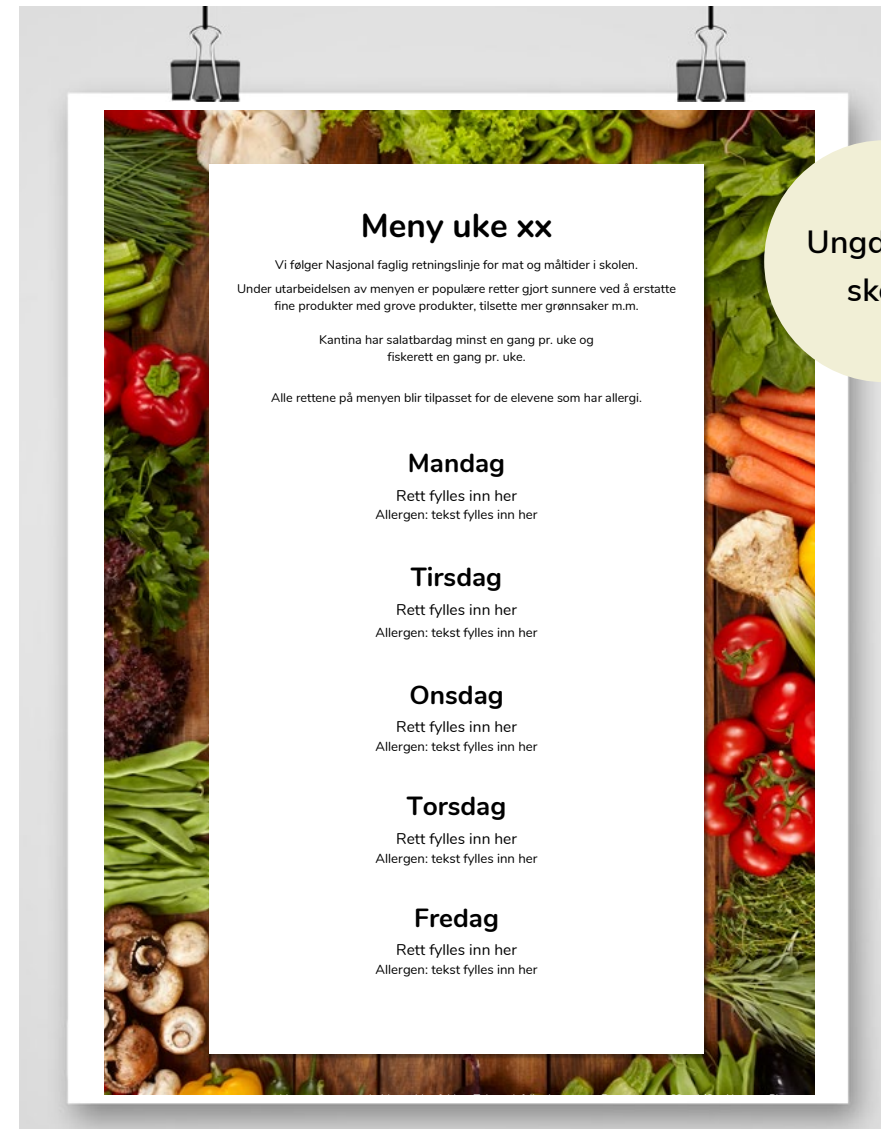 Meny uke xx
Vi følger Nasjonal faglig retningslinje for mat og måltider i skolen.
Under utarbeidelsen av menyen er populære retter gjort sunnere ved å erstatte
fine produkter med grove produkter, tilsette mer grønnsaker m.m.
Kantina har salatbardag minst en gang pr. uke og
fiskerett en gang pr. uke.
Alle rettene på menyen blir tilpasset for de elevene som har allergi.
Mandag
Rett fylles inn her
Allergen: tekst fylles inn her
Tirsdag
Rett fylles inn her
Allergen: tekst fylles inn her
Onsdag
Rett fylles inn her
Allergen: tekst fylles inn her
Torsdag
Rett fylles inn her
Allergen: tekst fylles inn her
Fredag
Rett fylles inn her
Allergen: tekst fylles inn her